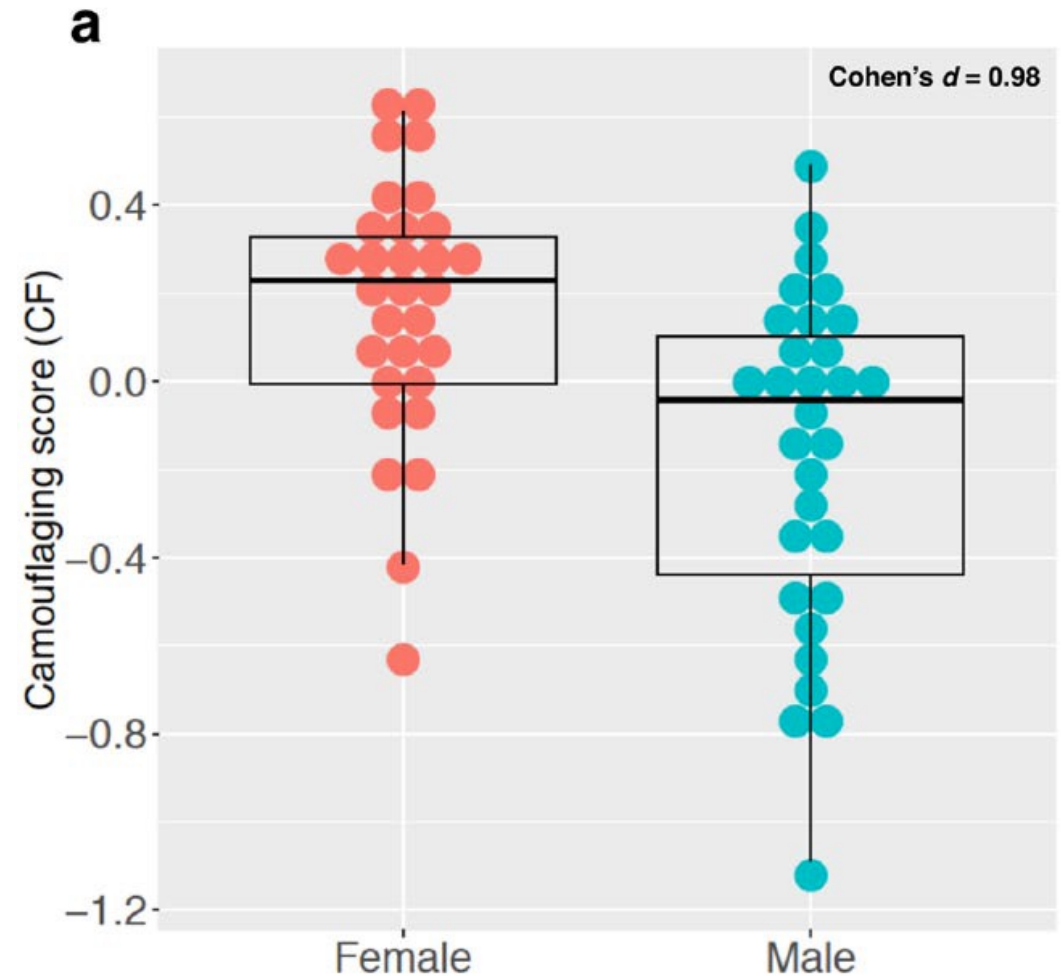 a
Cohen's d = 0.98
Camouflaging score (CF)
0.4
0.0
−0.4
−0.8
−1.2
Female
Male